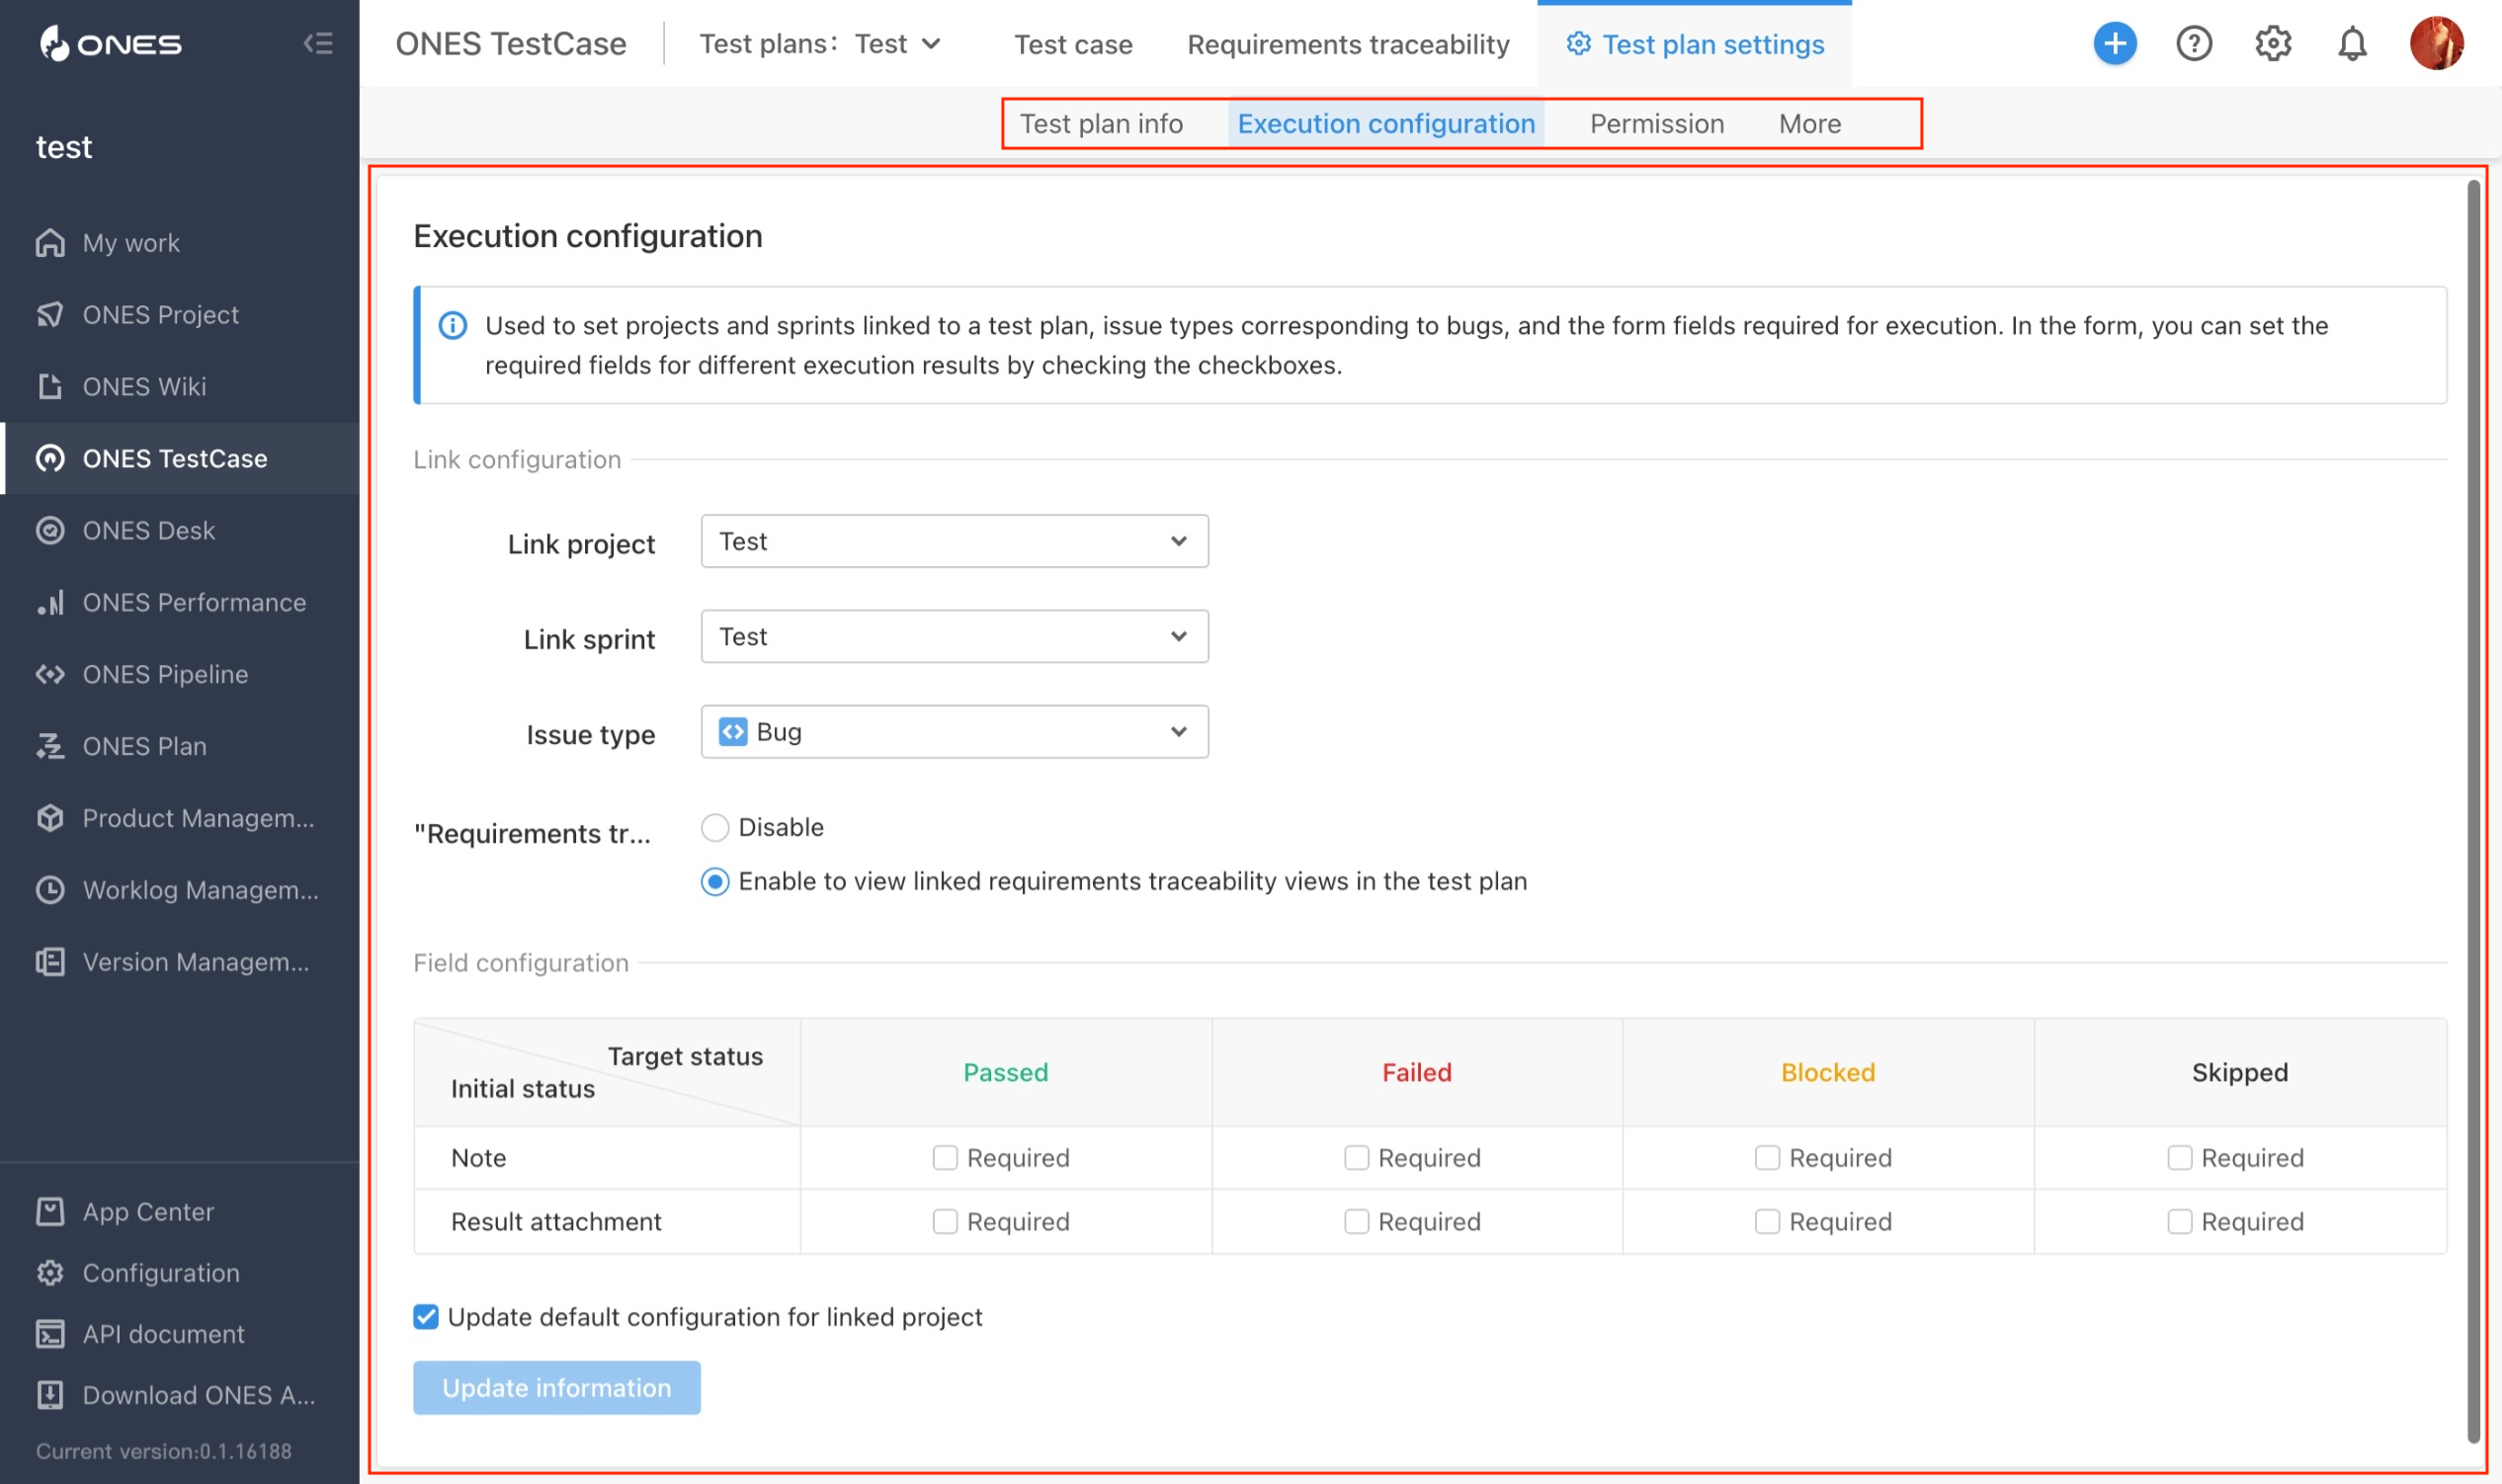 ONES
test
My work
ONES Project
ONES Wiki
ONES TestCase
ONES Desk
ONES Performance
ONES Pipeline
ONES Plan
Product Managem...
Worklog Managem...
Version Managem...
App Center
Configuration
API document
Download ONES A...
Current version:0.1.16188
ONES TestCase
Test plans: Test
Test case
Requirements traceability
Test plan settings
Test plan info
Execution configuration
Permission
More
Execution configuration
Used to set projects and sprints linked to a test plan, issue types corresponding to bugs, and the form fields required for execution. In the form, you can set the
required fields for different execution results by checking the checkboxes.
Link configuration
Link project Test
Link sprint Test
Issue type Bug
"Requirements tr... Disable
Enable to view linked requirements traceability views in the test plan
Field configuration
Target status
Initial status
Passed Failed Blocked Skipped
Note Required Required Required Required
Result attachment Required Required Required Required
Update default configuration for linked project
Update information